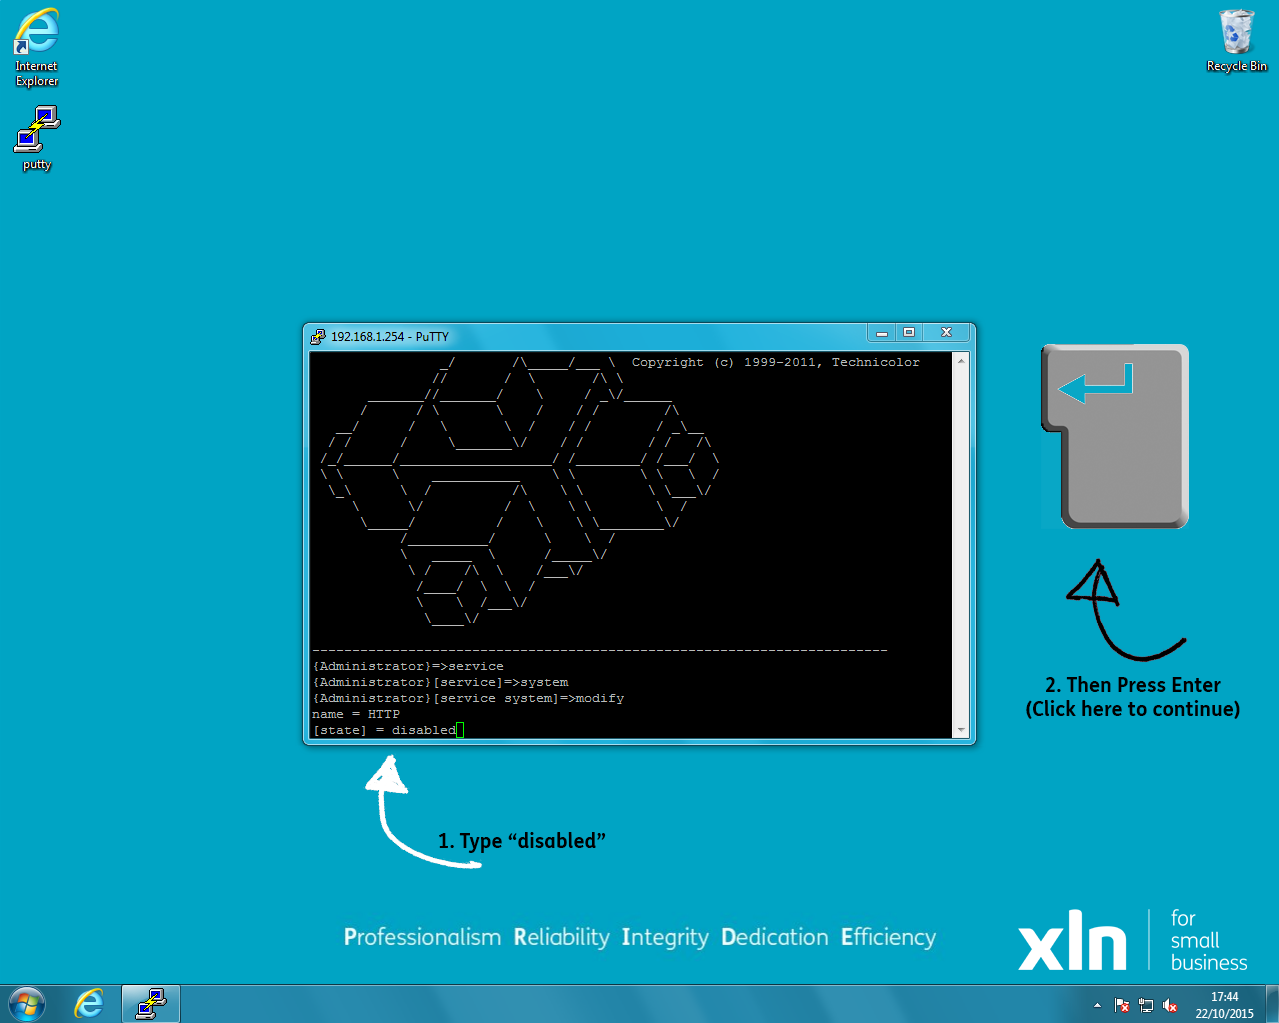 Internet
Explorer
Recycle Bin
putty
192.168.1.254 - PuTTY
Copyright (c) 1999-2011, Technicolor
------------------------------------------------------------------------
{Administrator}=>service
{Administrator}[service]=>system
{Administrator}[service system]=>modify
name = HTTP
[state] = disabled
2. Then Press Enter
(Click here to continue)
1. Type “disabled”
Professionalism Reliability Integrity Dedication Efficiency
xln
for
small
business
17:44
22/10/2015